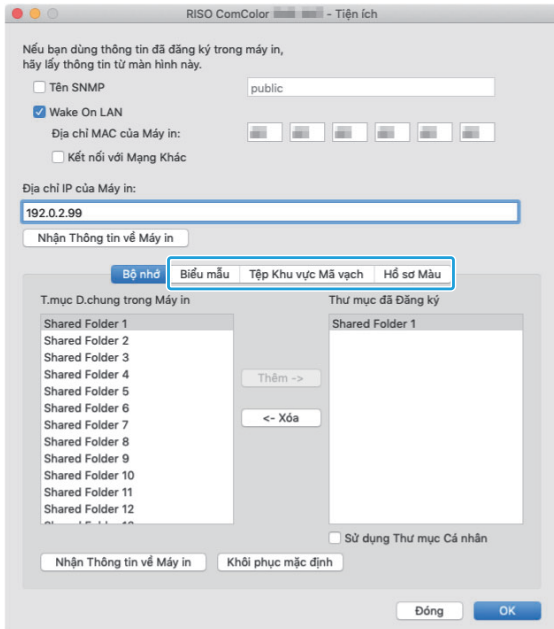 RISO ComColor - Tiện ích
Nếu bạn dùng thông tin đã đăng ký trong máy in,
hãy lấy thông tin từ màn hình này.
Tên SNMP
public
Wake On LAN
Địa chỉ MAC của Máy in:
Kết nối với Mạng Khác
Địa chỉ IP của Máy in:
192.0.2.99
Nhận Thông tin về Máy in
Bộ nhớ Biểu mẫu Tệp Khu vực Mã vạch Hồ sơ Màu
T.mục D.chung trong Máy in
Thư mục đã Đăng ký
Shared Folder 1
Shared Folder 2
Shared Folder 3
Shared Folder 4
Shared Folder 5
Shared Folder 6
Shared Folder 7
Shared Folder 8
Shared Folder 9
Shared Folder 10
Shared Folder 11
Shared Folder 12
Thêm ->
<- Xóa
Shared Folder 1
Sử dụng Thư mục Cá nhân
Nhận Thông tin về Máy in Khôi phục mặc định
Đóng OK